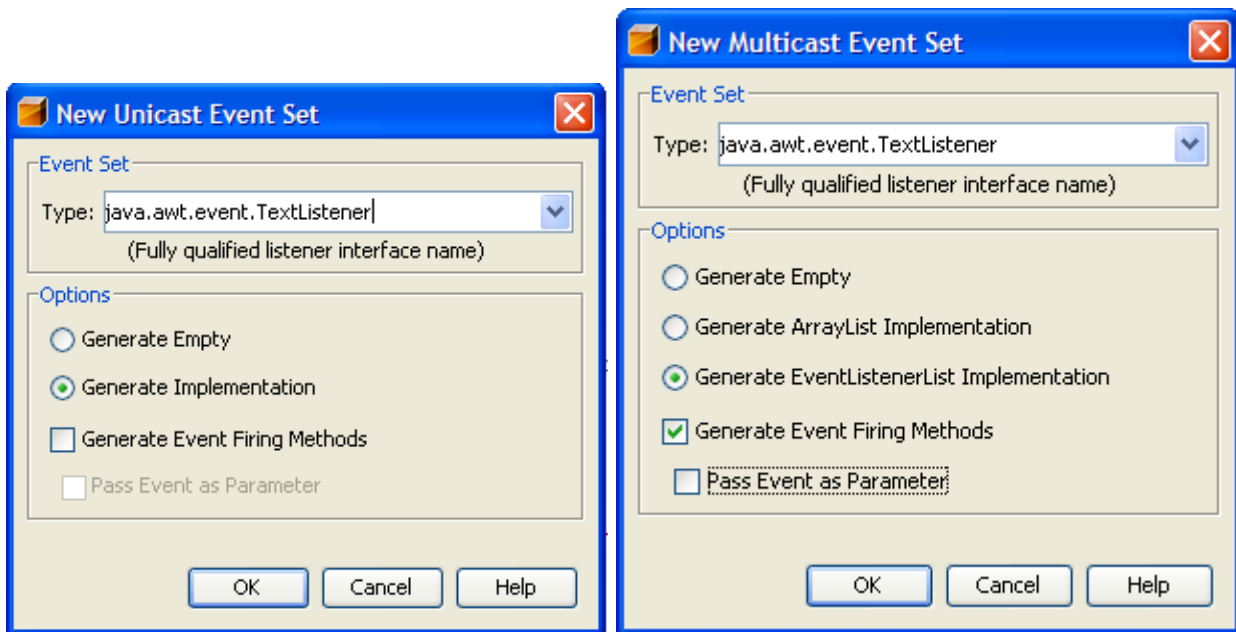 New Unicast Event Set
Event Set
Type: java.awt.event.TextListener
(Fully qualified listener interface name)
Options
Generate Empty
Generate Implementation
Generate Event Firing Methods
Pass Event as Parameter
OK Cancel Help
New Multicast Event Set
Event Set
Type: java.awt.event.TextListener
(Fully qualified listener interface name)
Options
Generate Empty
Generate ArrayList Implementation
Generate EventListenerList Implementation
Generate Event Firing Methods
Pass Event as Parameter
OK Cancel Help